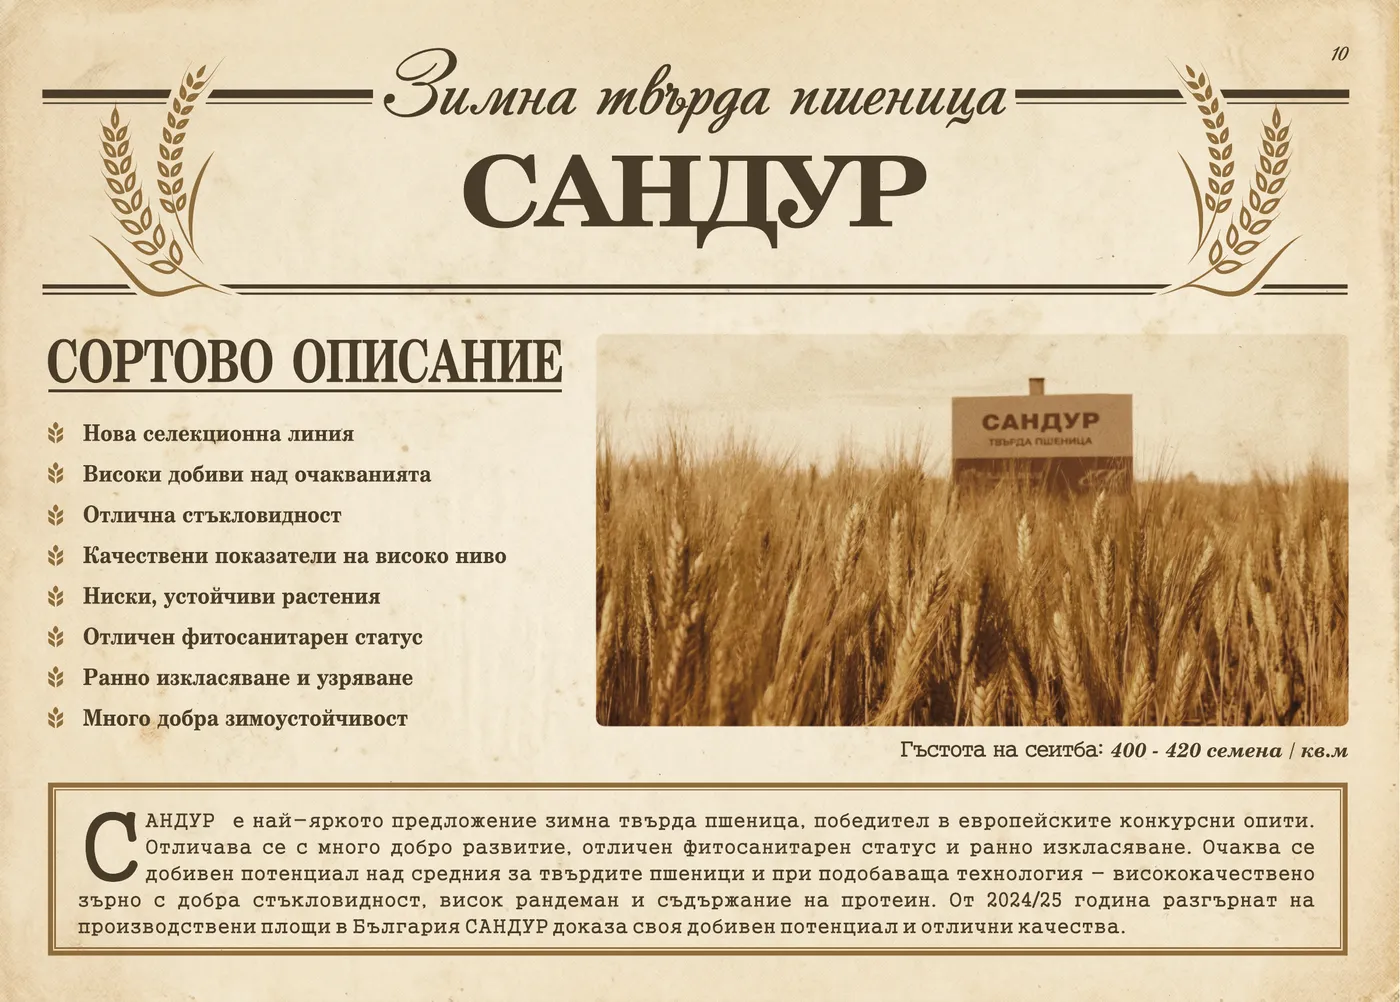 10
Зимна твърда пшеница
САНДУР
СОРТОВО ОПИСАНИЕ
Нова селекционна линия
Високи добиви над очакванията
Отлична стъкловидност
Качествени показатели на високо ниво
Ниски, устойчиви растения
Отличен фитосанитарен статус
Ранно изкласяване и узряване
Много добра зимоустойчивост
САНДУР
ТВЪРДА ПШЕНИЦА
Гъстота на сеитба: 400 - 420 семена / кв.м
САНДУР е най-яркото предложение зимна твърда пшеница, победител в европейските конкурсни опити.
Отличава се с много добро развитие, отличен фитосанитарен статус и ранно изкласяване. Очаква се
добивен потенциал над средния за твърдите пшеници и при подобаваща технология – висококачествено
зърно с добра стъкловидност, висок рандеман и съдържание на протеин. От 2024/25 година разгърнат на
производствени площи в България САНДУР доказа своя добивен потенциал и отлични качества.